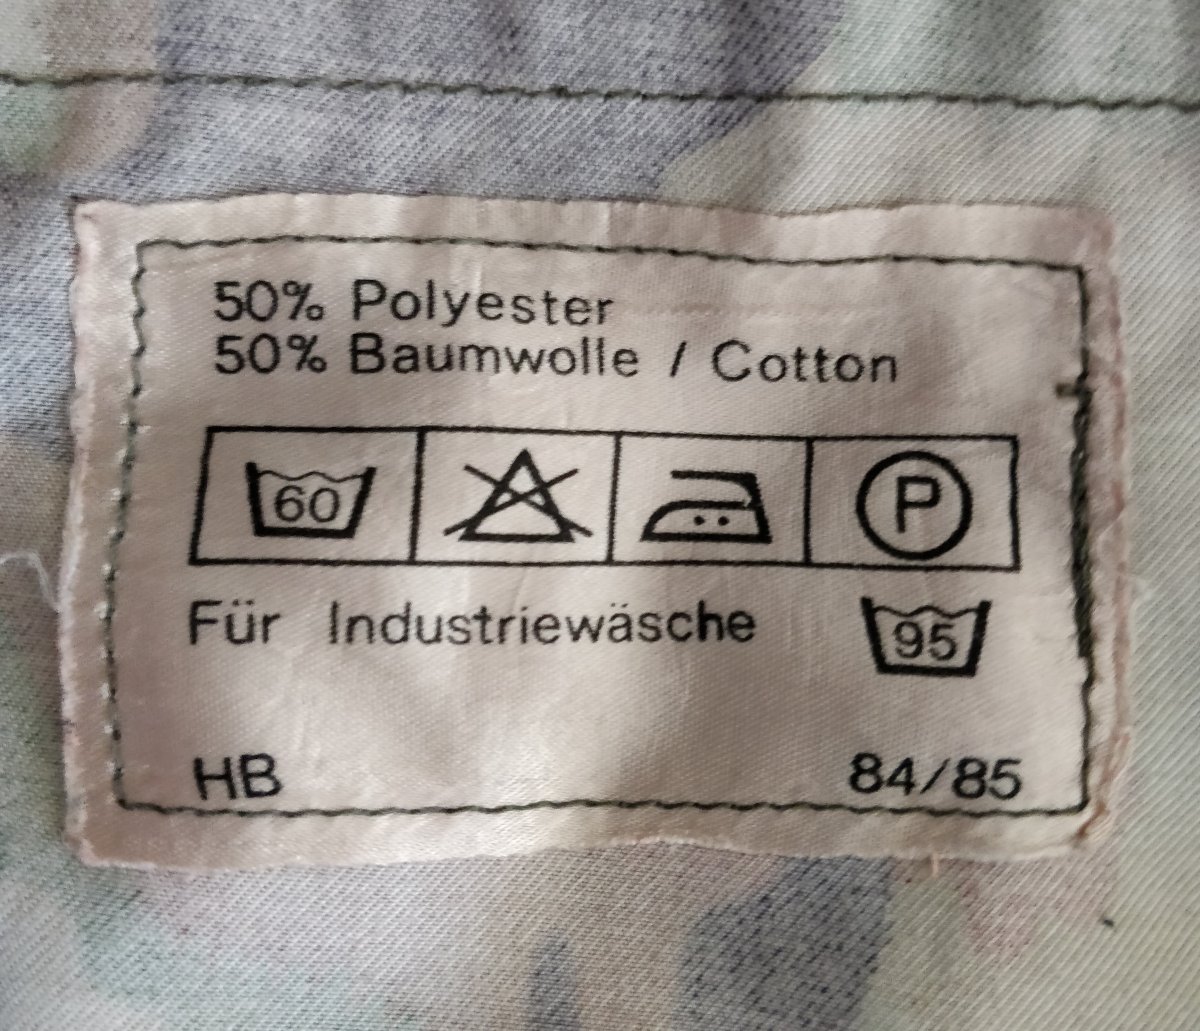 50% Polyester
50% Baumwolle / Cotton
60 P
Für Industriewäsche 95
HB 84/85